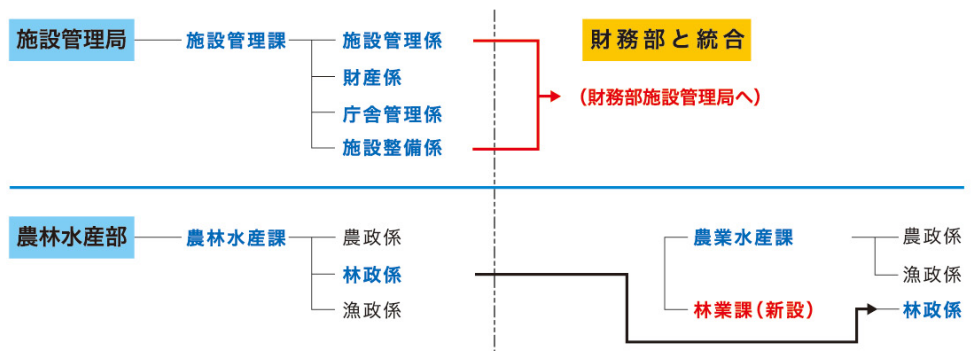 施設管理局 施設管理課 施設管理係 財務部と統合
財産係
(財務部施設管理局へ)
庁舎管理係
施設整備係
農林水産部 農林水産課 農政係 農業水産課 農政係
林政係 漁政係
漁政係 林業課(新設) 林政係